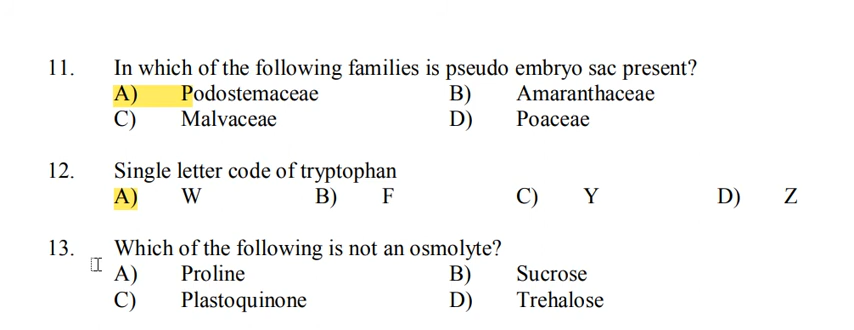 11. In which of the following families is pseudo embryo sac present?
A) Podostemaceae B) Amaranthaceae
C) Malvaceae D) Poaceae
12. Single letter code of tryptophan
A) W B) F C) Y D) Z
13. Which of the following is not an osmolyte?
A) Proline B) Sucrose
C) Plastoquinone D) Trehalose